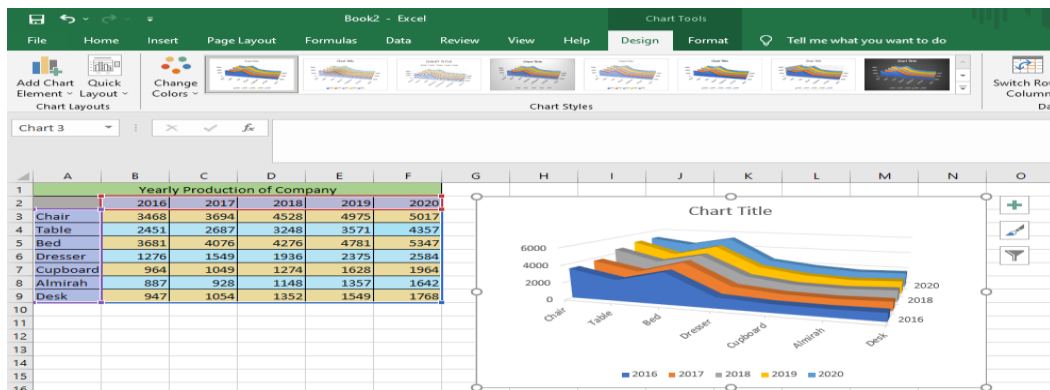 Book2 - Excel Chart Tools
File Home Insert Page Layout Formulas Data Review View Help Design Format Tell me what you want to do
Add Chart Element Quick Layout Change Colors Switch Row Column
Chart Layouts Chart Styles Da
Chart 3 fx
A B C D E F G H I J K L M N O
1 Yearly Production of Company
2 2016 2017 2018 2019 2020
3 Chair 3468 3694 4528 4975 5017
4 Table 2451 2687 3248 3571 4357
5 Bed 3681 4076 4276 4781 5347
6 Dresser 1276 1549 1936 2375 2584
7 Cupboard 964 1049 1274 1628 1964
8 Almirah 887 928 1148 1357 1642
9 Desk 947 1054 1352 1549 1768
10
11
12
13
14
15
16
Chart Title
6000
4000
2000
0
Chair Table Bed Dresser Cupboard Almirah Desk
2020
2018
2016
2016 2017 2018 2019 2020